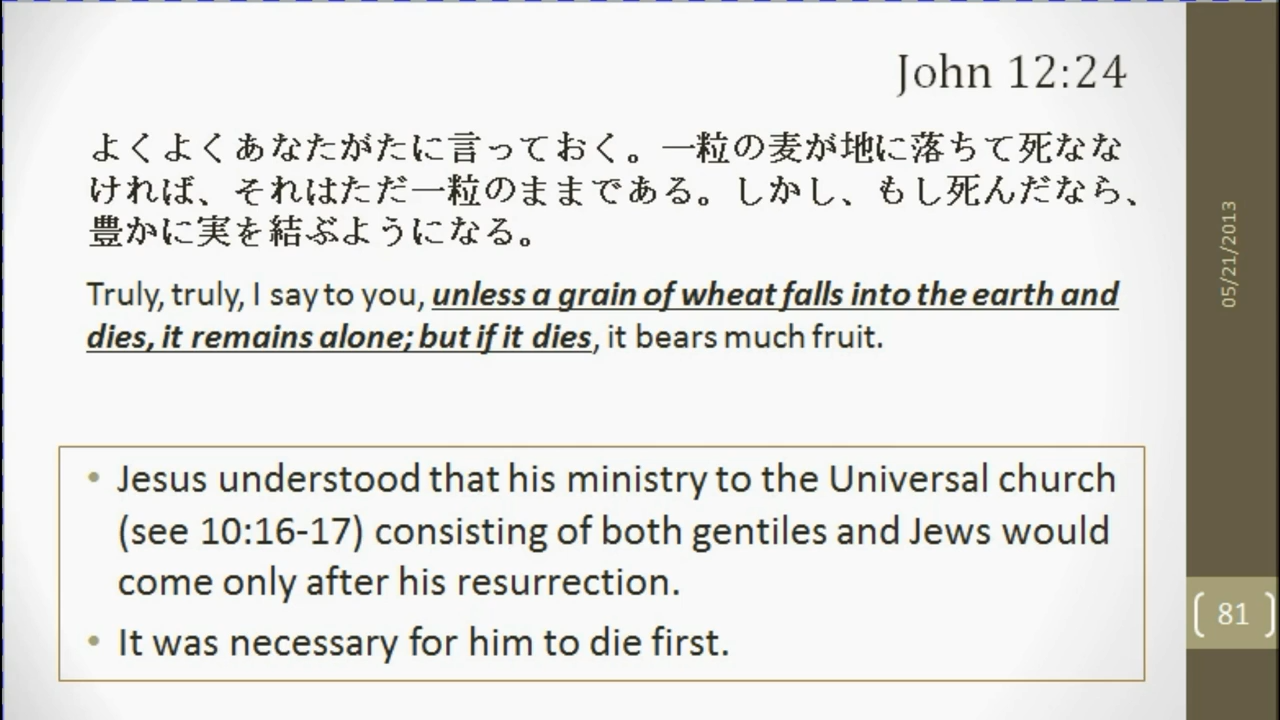 John 12:24
よくよくあなたがたに言っておく。一粒の麦が地に落ちて死なな
ければ、それはただ一粒のままである。しかし、もし死んだなら、
豊かに実を結ぶようになる。
Truly, truly, I say to you, unless a grain of wheat falls into the earth and
dies, it remains alone; but if it dies, it bears much fruit.
• Jesus understood that his ministry to the Universal church
(see 10:16-17) consisting of both gentiles and Jews would
come only after his resurrection.
• It was necessary for him to die first.
05/21/2013
81